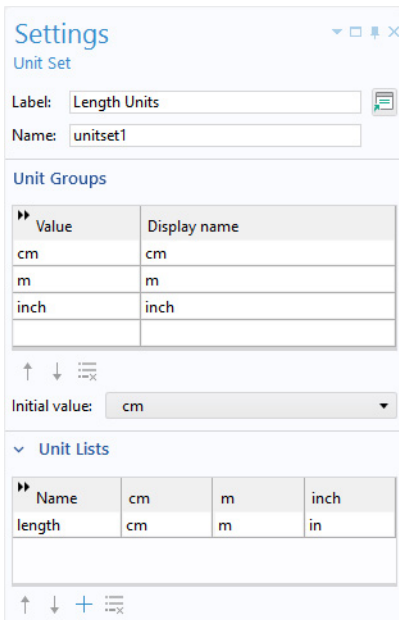 Settings
Unit Set
Label: Length Units
Name: unitset1
Unit Groups
Value Display name
cm cm
m m
inch inch
Initial value: cm
Unit Lists
Name cm m inch
length cm m in